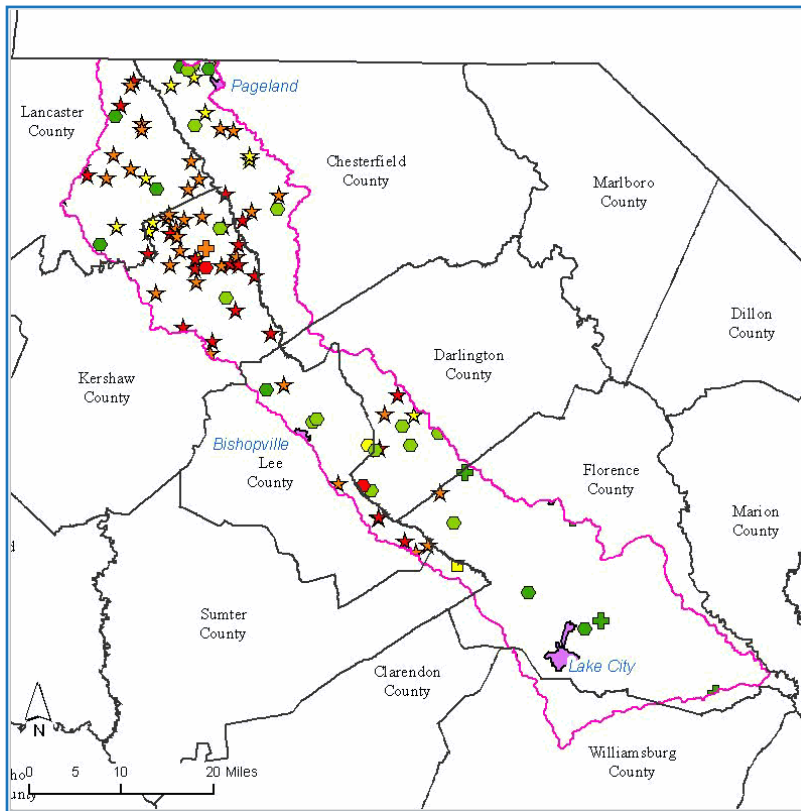 Pageland
Lancaster
County
Chesterfield
County
Marlboro
County
Dillon
County
Darlington
County
Kershaw
County
Bishopville
Lee
County
Florence
County
Marion
County
Sumter
County
Lake City
Clarendon
County
Williamsburg
County
N
0 5 10 20 Miles